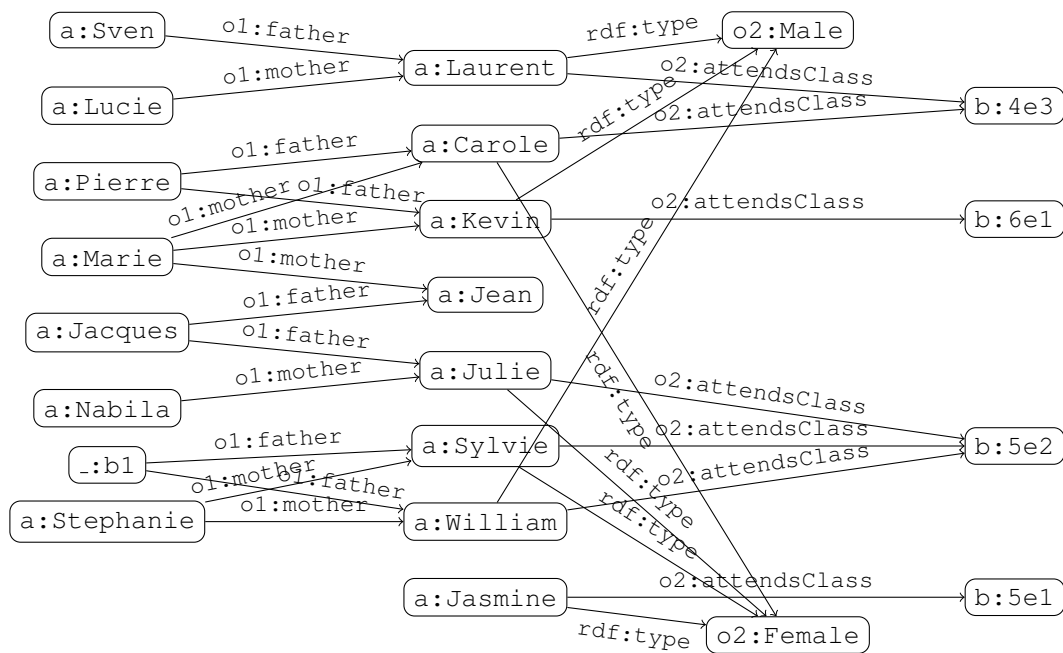 a:Sven
o1:father
rdf:type
o2:Male
a:Laurent
o1:mother
o2:attendsClass
a:Lucie
rdf:type
o2:attendsClass
b:4e3
o1:father
a:Carole
a:Pierre
o1:father
o1:mother
o1:mother
a:Kevin
o2:attendsClass
b:6e1
a:Marie
o1:mother
rdf:type
o1:father
a:Jean
a:Jacques
o1:father
rdf:type
o1:mother
a:Julie
o2:attendsClass
a:Nabila
o1:father
a:Sylvie
o2:attendsClass
b:5e2
_:b1
o1:mother
o1:father
rdf:type
o2:attendsClass
a:Stephanie
o1:mother
a:William
rdf:type
a:Jasmine
o2:attendsClass
b:5e1
rdf:type
o2:Female